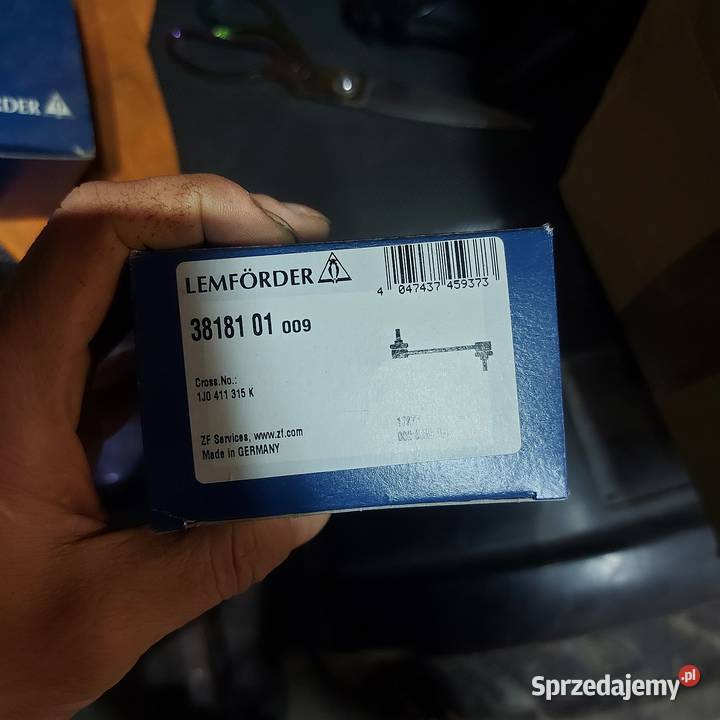 RDER
LEMFÖRDER
4 047437 459373
38181 01 009
Cross.No.:
1J0 411 315 K
ZF Services, www.zf.com
Made in GERMANY
Sprzedajemy.pl